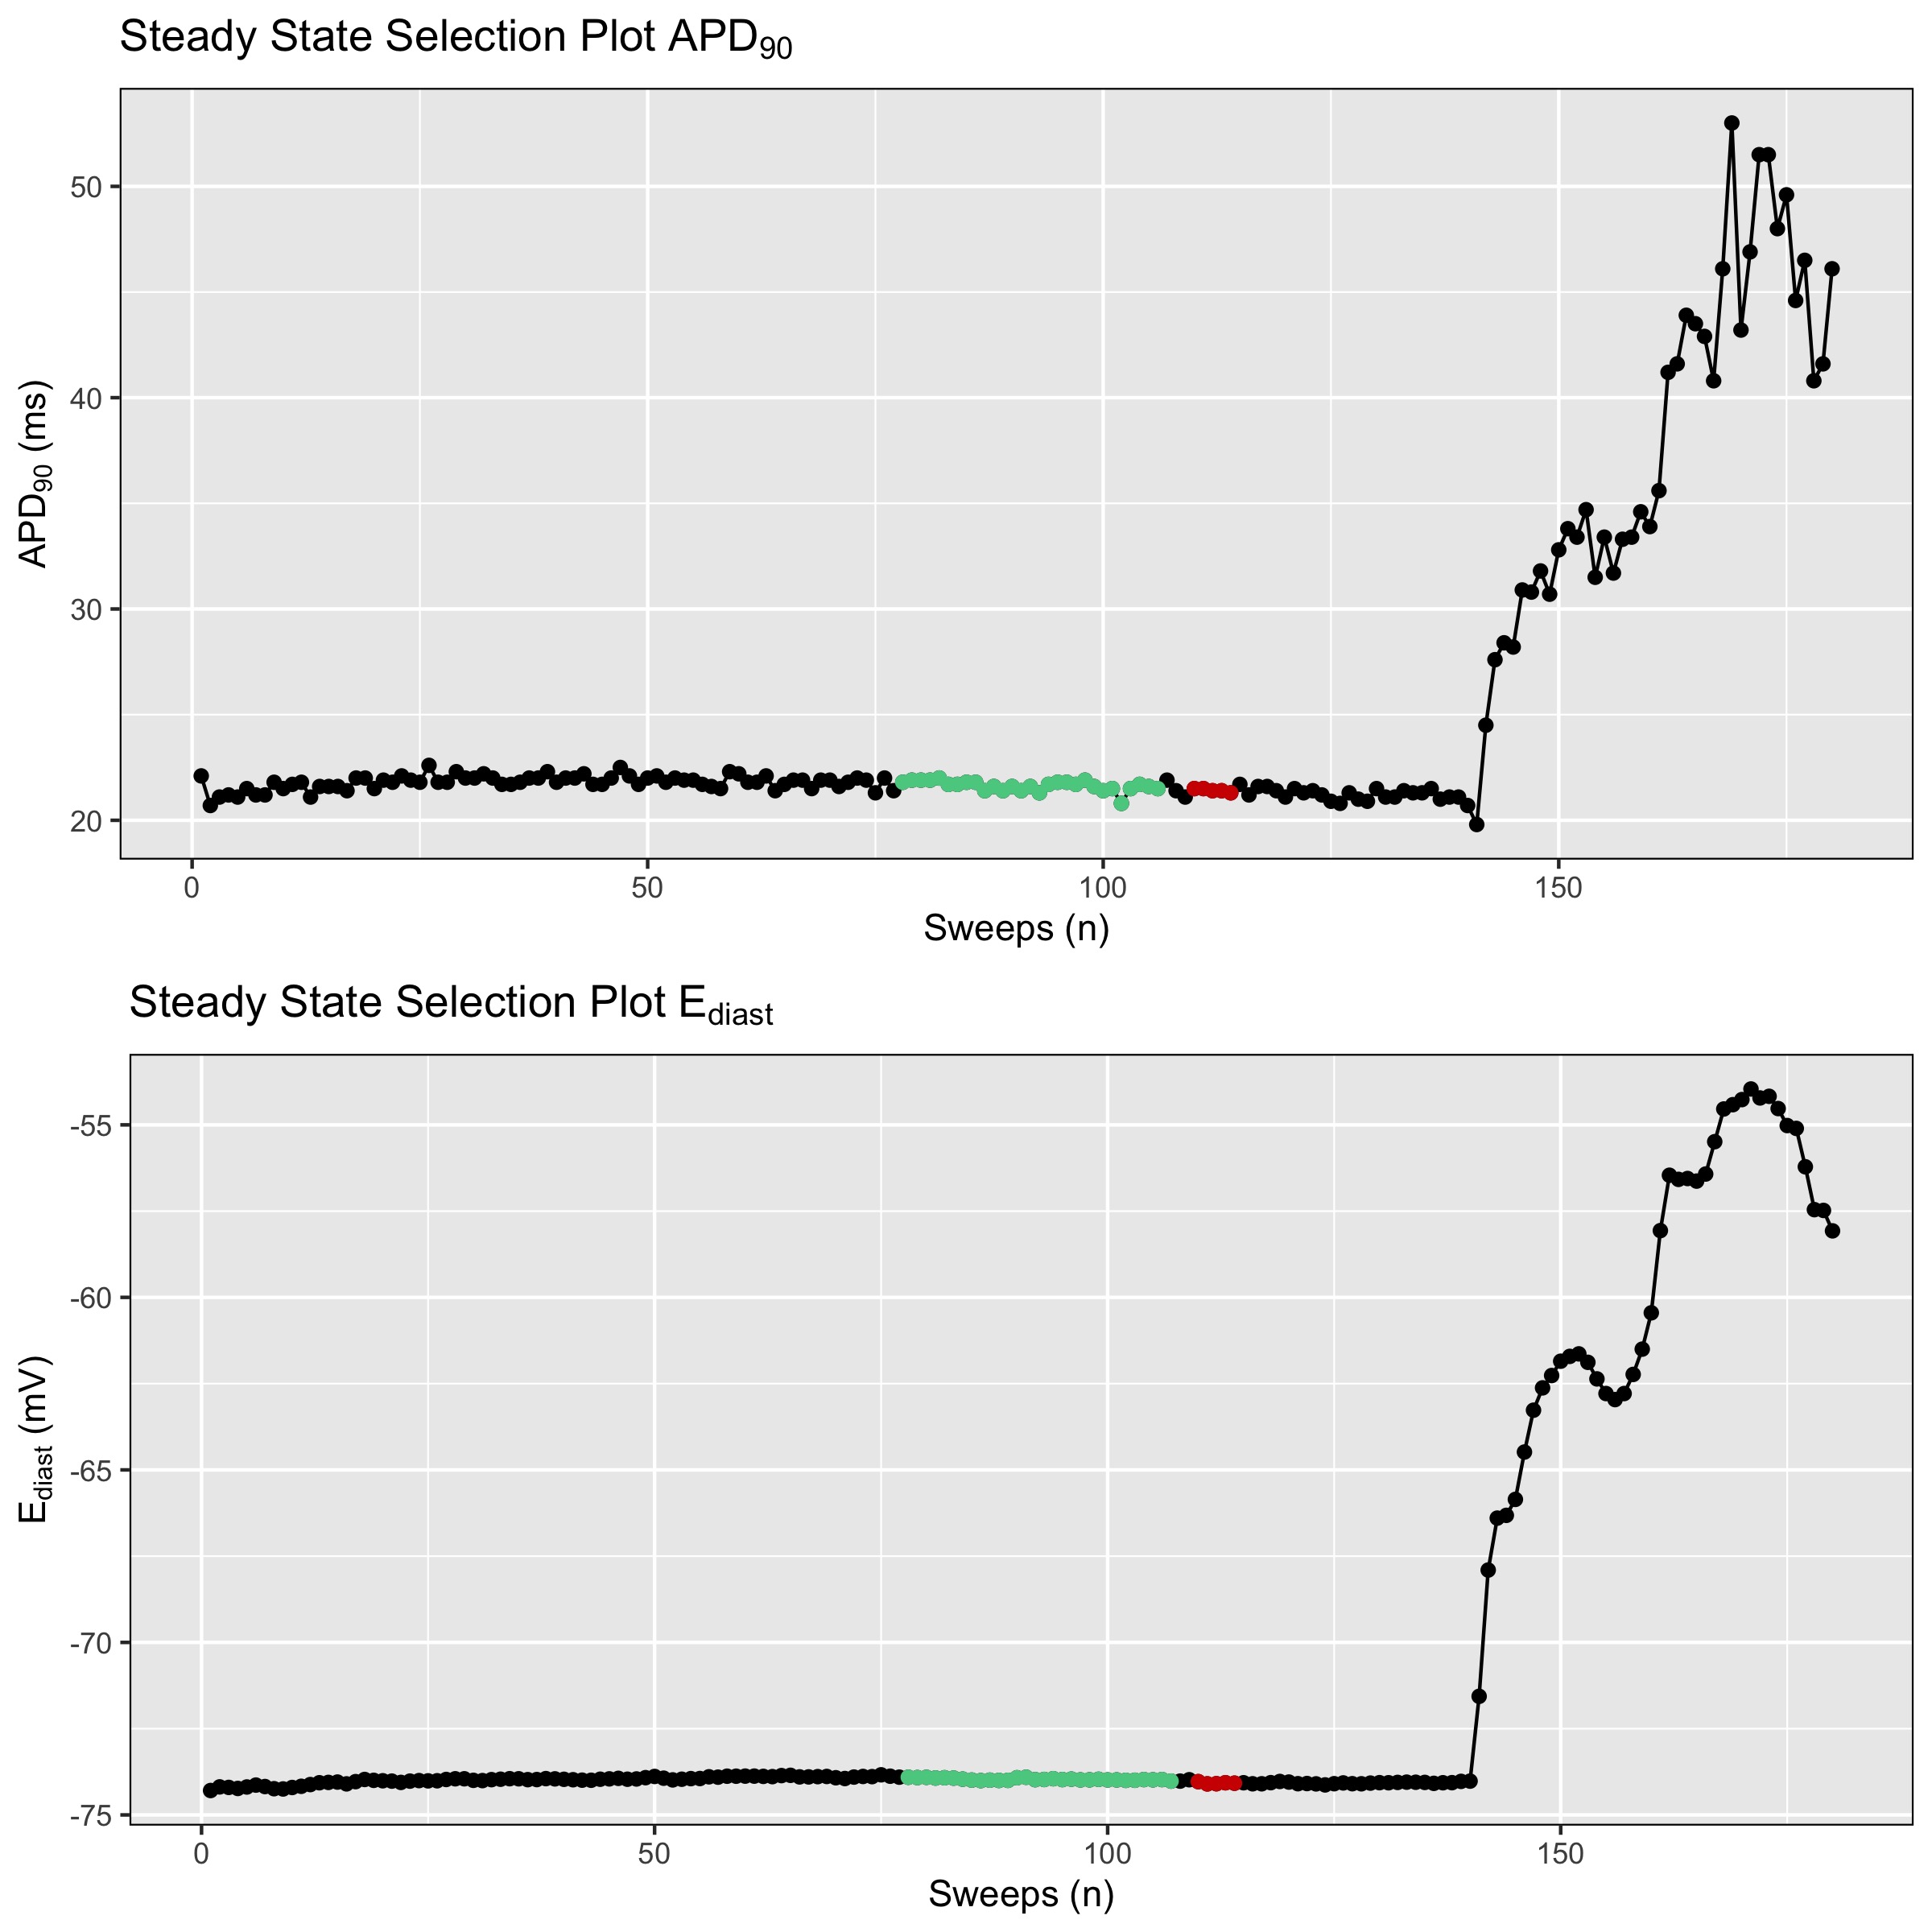 Steady State Selection Plot APD90
50
40
30
20
APD90 (ms)
0 50 100 150
Sweeps (n)
Steady State Selection Plot Ediast
-55
-60
-65
-70
-75
Ediast (mV)
0 50 100 150
Sweeps (n)